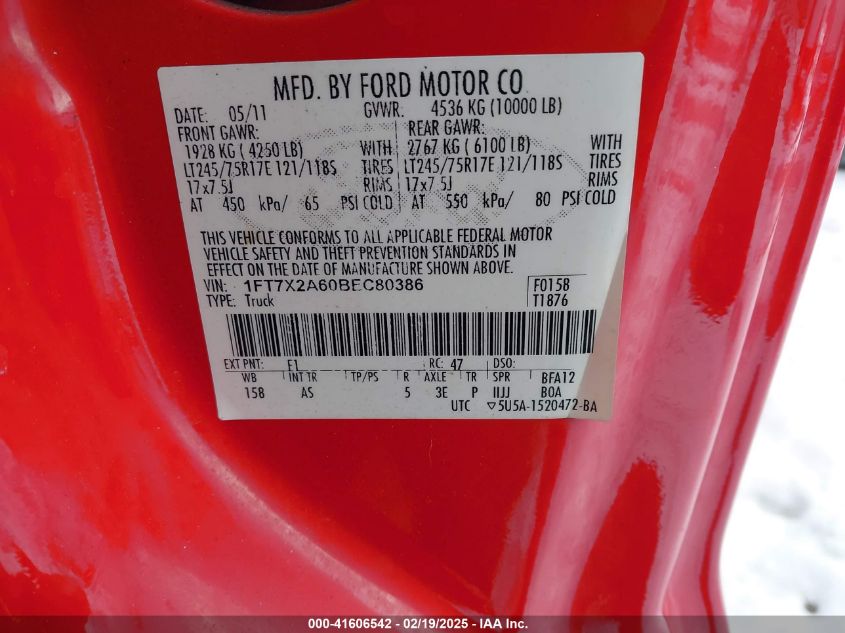 MFD. BY FORD MOTOR CO
DATE: 05/11 GVWR: 4536 KG (10000 LB)
FRONT GAWR: REAR GAWR:
1928 KG ( 4250 LB) WITH 2767 KG ( 6100 LB) WITH
LT245/75R17E 121/118S TIRES LT245/75R17E 121/118S TIRES
17x7.5J RIMS 17x7.5J RIMS
AT 450 kPa/ 65 PSI COLD AT 550 kPa/ 80 PSI COLD
THIS VEHICLE CONFORMS TO ALL APPLICABLE FEDERAL MOTOR
VEHICLE SAFETY AND THEFT PREVENTION STANDARDS IN
EFFECT ON THE DATE OF MANUFACTURE SHOWN ABOVE.
VIN: 1FT7X2A60BEC80386 F0158
TYPE: Truck T1876
EXT PNT: F1 RC: 47 DSO:
WB INT TR TP/PS R AXLE TR SPR BFA12
158 AS 5 3E P IIJJ BOA
UTC ▽5U5A-1520472-BA
000-41606542 - 02/19/2025 - IAA Inc.